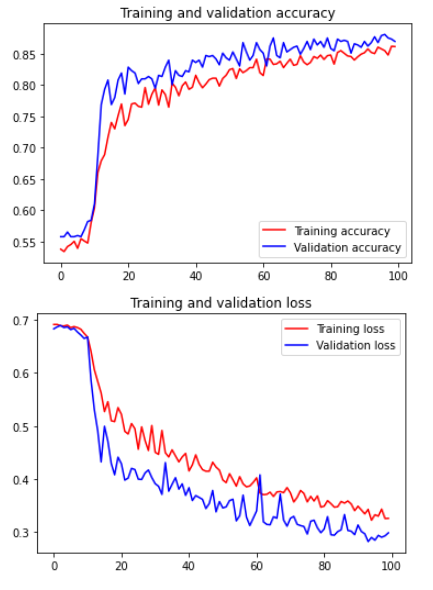 Training and validation accuracy
0.85
0.80
0.75
0.70
0.65
0.60
0.55
Training accuracy
Validation accuracy
0 20 40 60 80 100
Training and validation loss
0.7
Training loss
Validation loss
0.6
0.5
0.4
0.3
0 20 40 60 80 100